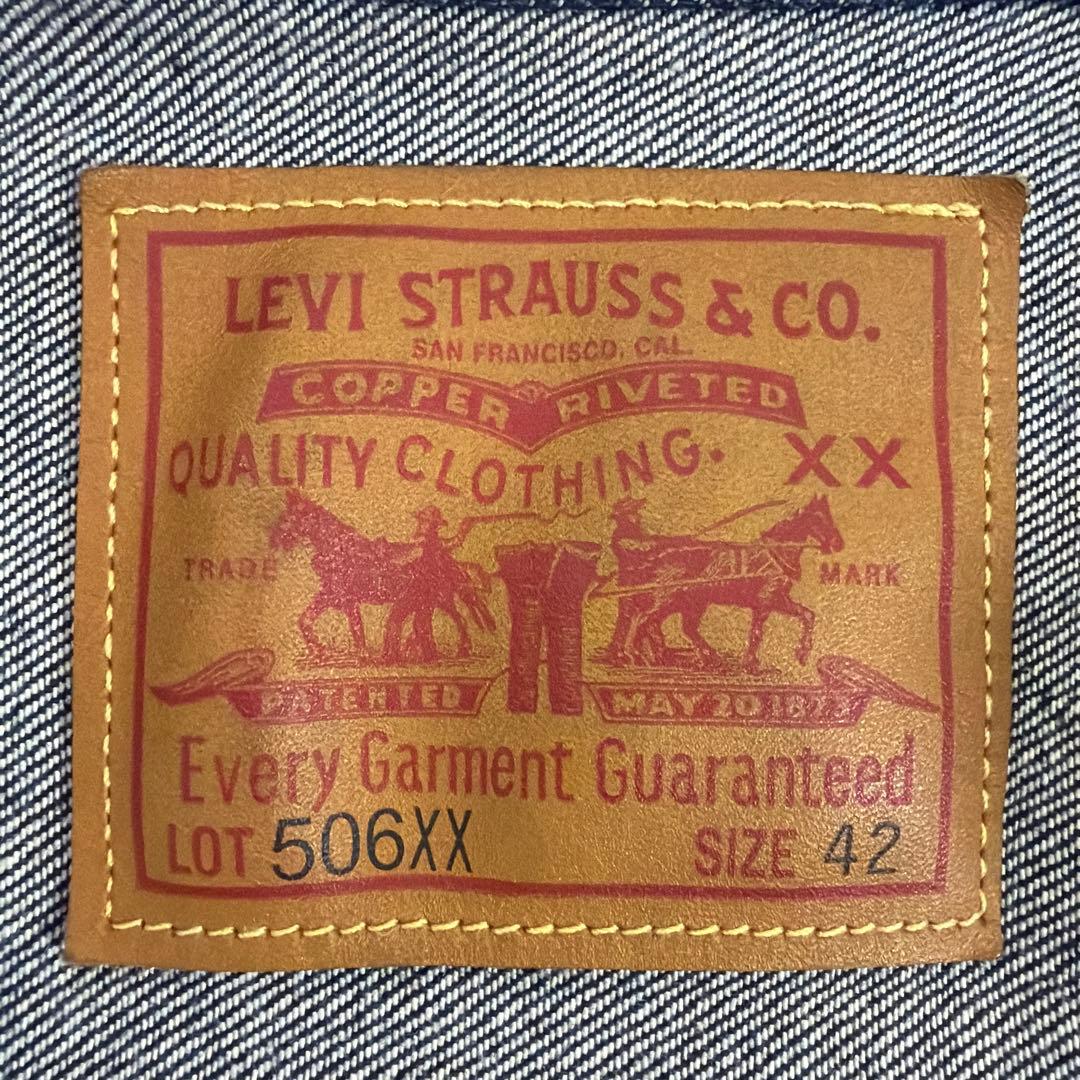 LEVI STRAUSS & CO.
SAN FRANCISCO, CAL.
COPPER RIVETED
QUALITY CLOTHING. XX
TRADE MARK
PATENTED MAY 20 1873
Every Garment Guaranteed
LOT 506XX SIZE 42